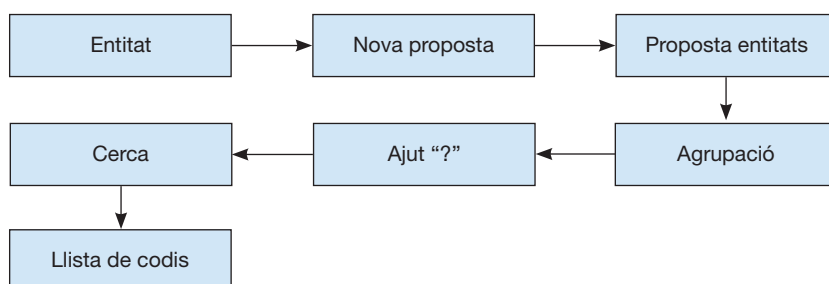 Entitat
Nova proposta
Proposta entitats
Agrupació
Ajut “?”
Cerca
Llista de codis